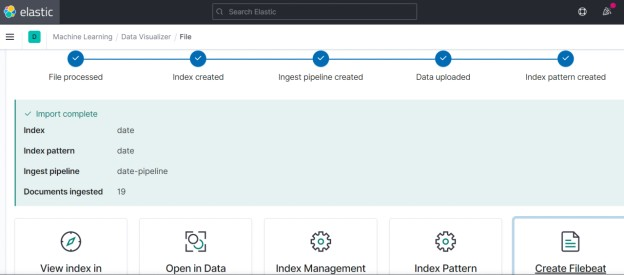 elastic
Search Elastic
D
Machine Learning / Data Visualizer / File
File processed
Index created
Ingest pipeline created
Data uploaded
Index pattern created
Import complete
Index date
Index pattern date
Ingest pipeline date-pipeline
Documents ingested 19
View index in
Open in Data
Index Management
Index Pattern
Create Filebeat